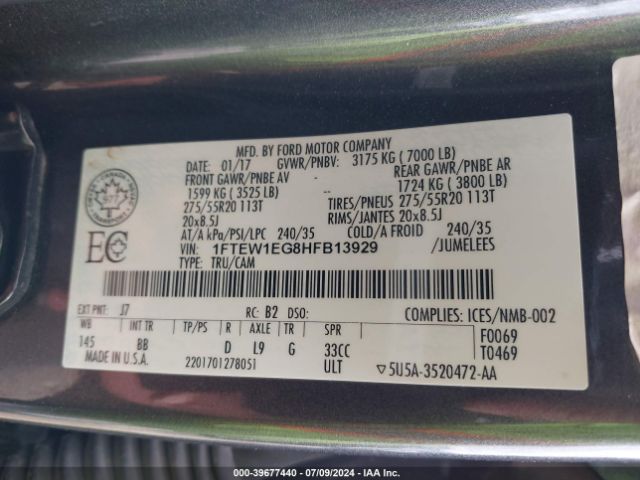 MFD. BY FORD MOTOR COMPANY
DATE: 01/17 GVWR/PNBV: 3175 KG ( 7000 LB)
FRONT GAWR/PNBE AV REAR GAWR/PNBE AR
1599 KG ( 3525 LB) 1724 KG ( 3800 LB)
275/55R20 113T TIRES/PNEUS 275/55R20 113T
20x8.5J RIMS/JANTES 20x8.5J
AT/A kPa/PSI/LPC 240/35 COLD/A FROID 240/35
VIN: 1FTEW1EG8HFB13929 /JUMELEES
TYPE: TRU/CAM
EC
EXT PNT: J7 RC: B2 DSO: COMPLIES: ICES/NMB-002
WB INT TR TP/PS R AXLE TR SPR F0069
145 BB D L9 G 33CC T0469
MADE IN U.S.A. 2201701278051 ULT ▽5U5A-3520472-AA
000-39677440 / 07/09/2024 - IAA Inc.